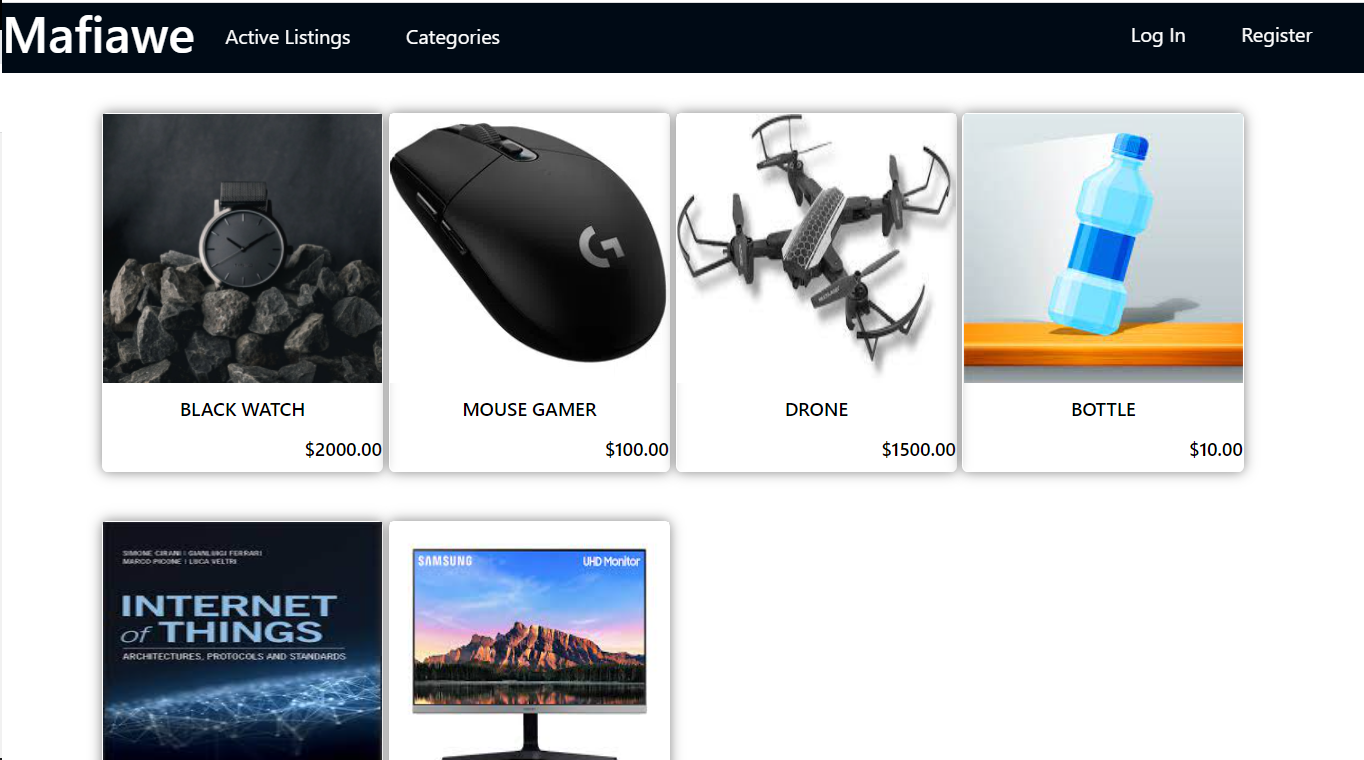 Mafiawe
Active Listings
Categories
Log In
Register
BLACK WATCH
$2000.00
MOUSE GAMER
$100.00
DRONE
$1500.00
BOTTLE
$10.00
SIMONE CIRANI | GIANLUIGI FERRARI
MARCO PICONE | LUCA VELTRI
INTERNET
of THINGS
ARCHITECTURES, PROTOCOLS AND STANDARDS
SAMSUNG
UHD Monitor